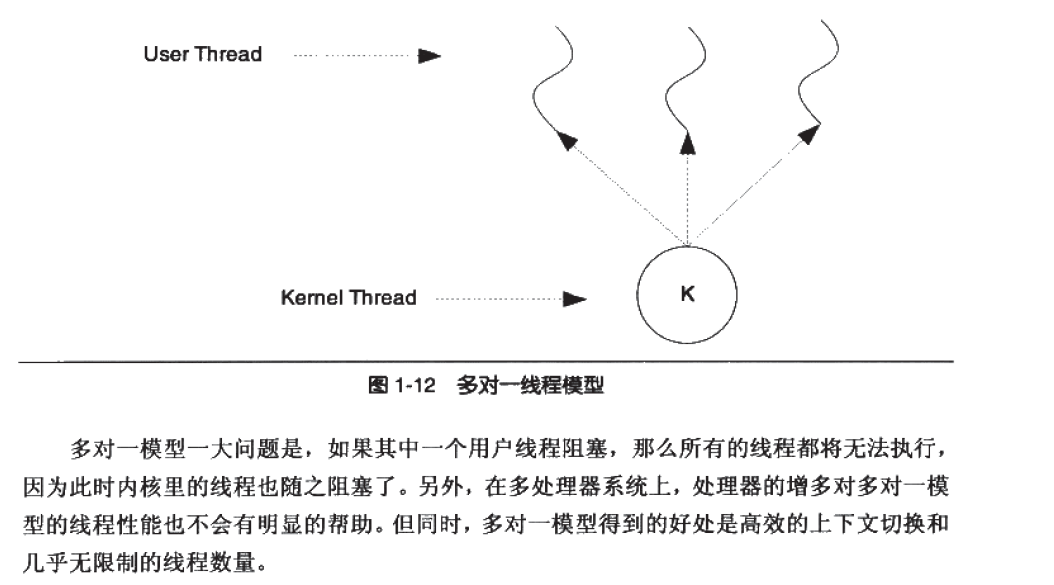 User Thread
Kernel Thread
K
图 1-12 多对一线程模型
多对一模型一大问题是，如果其中一个用户线程阻塞，那么所有的线程都将无法执行，
因为此时内核里的线程也随之阻塞了。另外，在多处理器系统上，处理器的增多对多对一模
型的线程性能也不会有明显的帮助。但同时，多对一模型得到的好处是高效的上下文切换和
几乎无限制的线程数量。